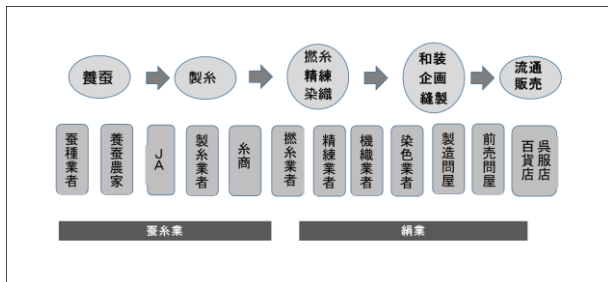 養蚕
製糸
撚糸
精練
染織
和装
企画
縫製
流通
販売
蚕種業者
養蚕農家
JA
製糸業者
糸商
撚糸業者
精練業者
機織業者
染色業者
製造問屋
前売問屋
呉服店
百貨店
蚕糸業
絹業